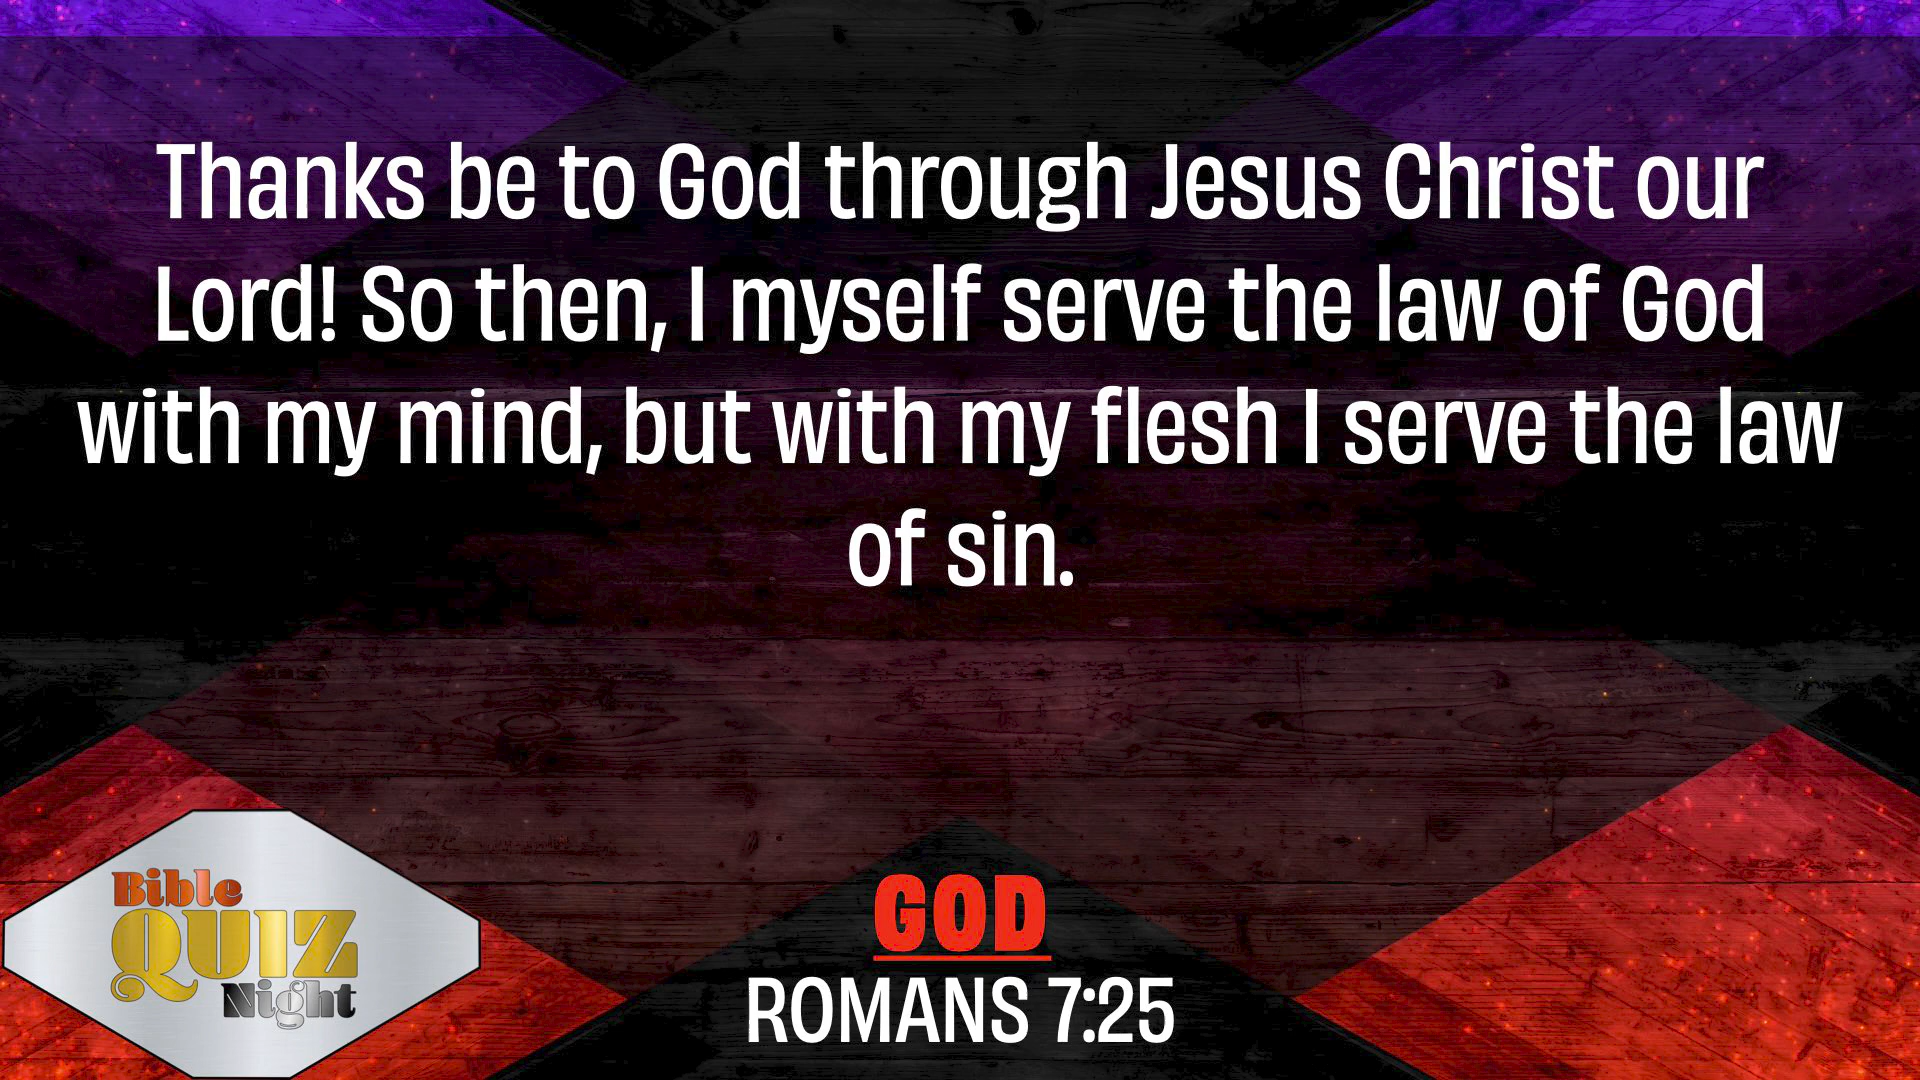 Thanks be to God through Jesus Christ our
Lord! So then, I myself serve the law of God
with my mind, but with my flesh I serve the law
of sin.
Bible
QUIZ
Night
GOD
ROMANS 7:25